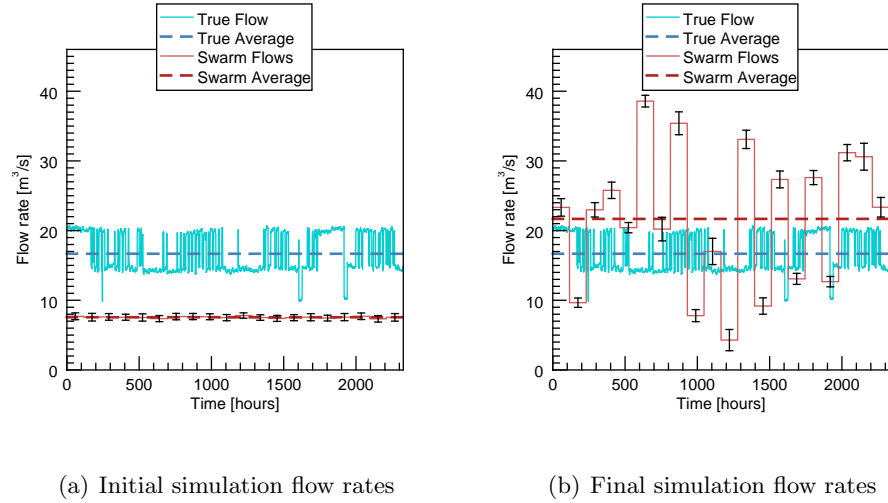 True Flow
True Average
Swarm Flows
Swarm Average
40
30
20
10
0
Flow rate [m³/s]
0 500 1000 1500 2000
Time [hours]
(a) Initial simulation flow rates
True Flow
True Average
Swarm Flows
Swarm Average
40
30
20
10
0
Flow rate [m³/s]
0 500 1000 1500 2000
Time [hours]
(b) Final simulation flow rates